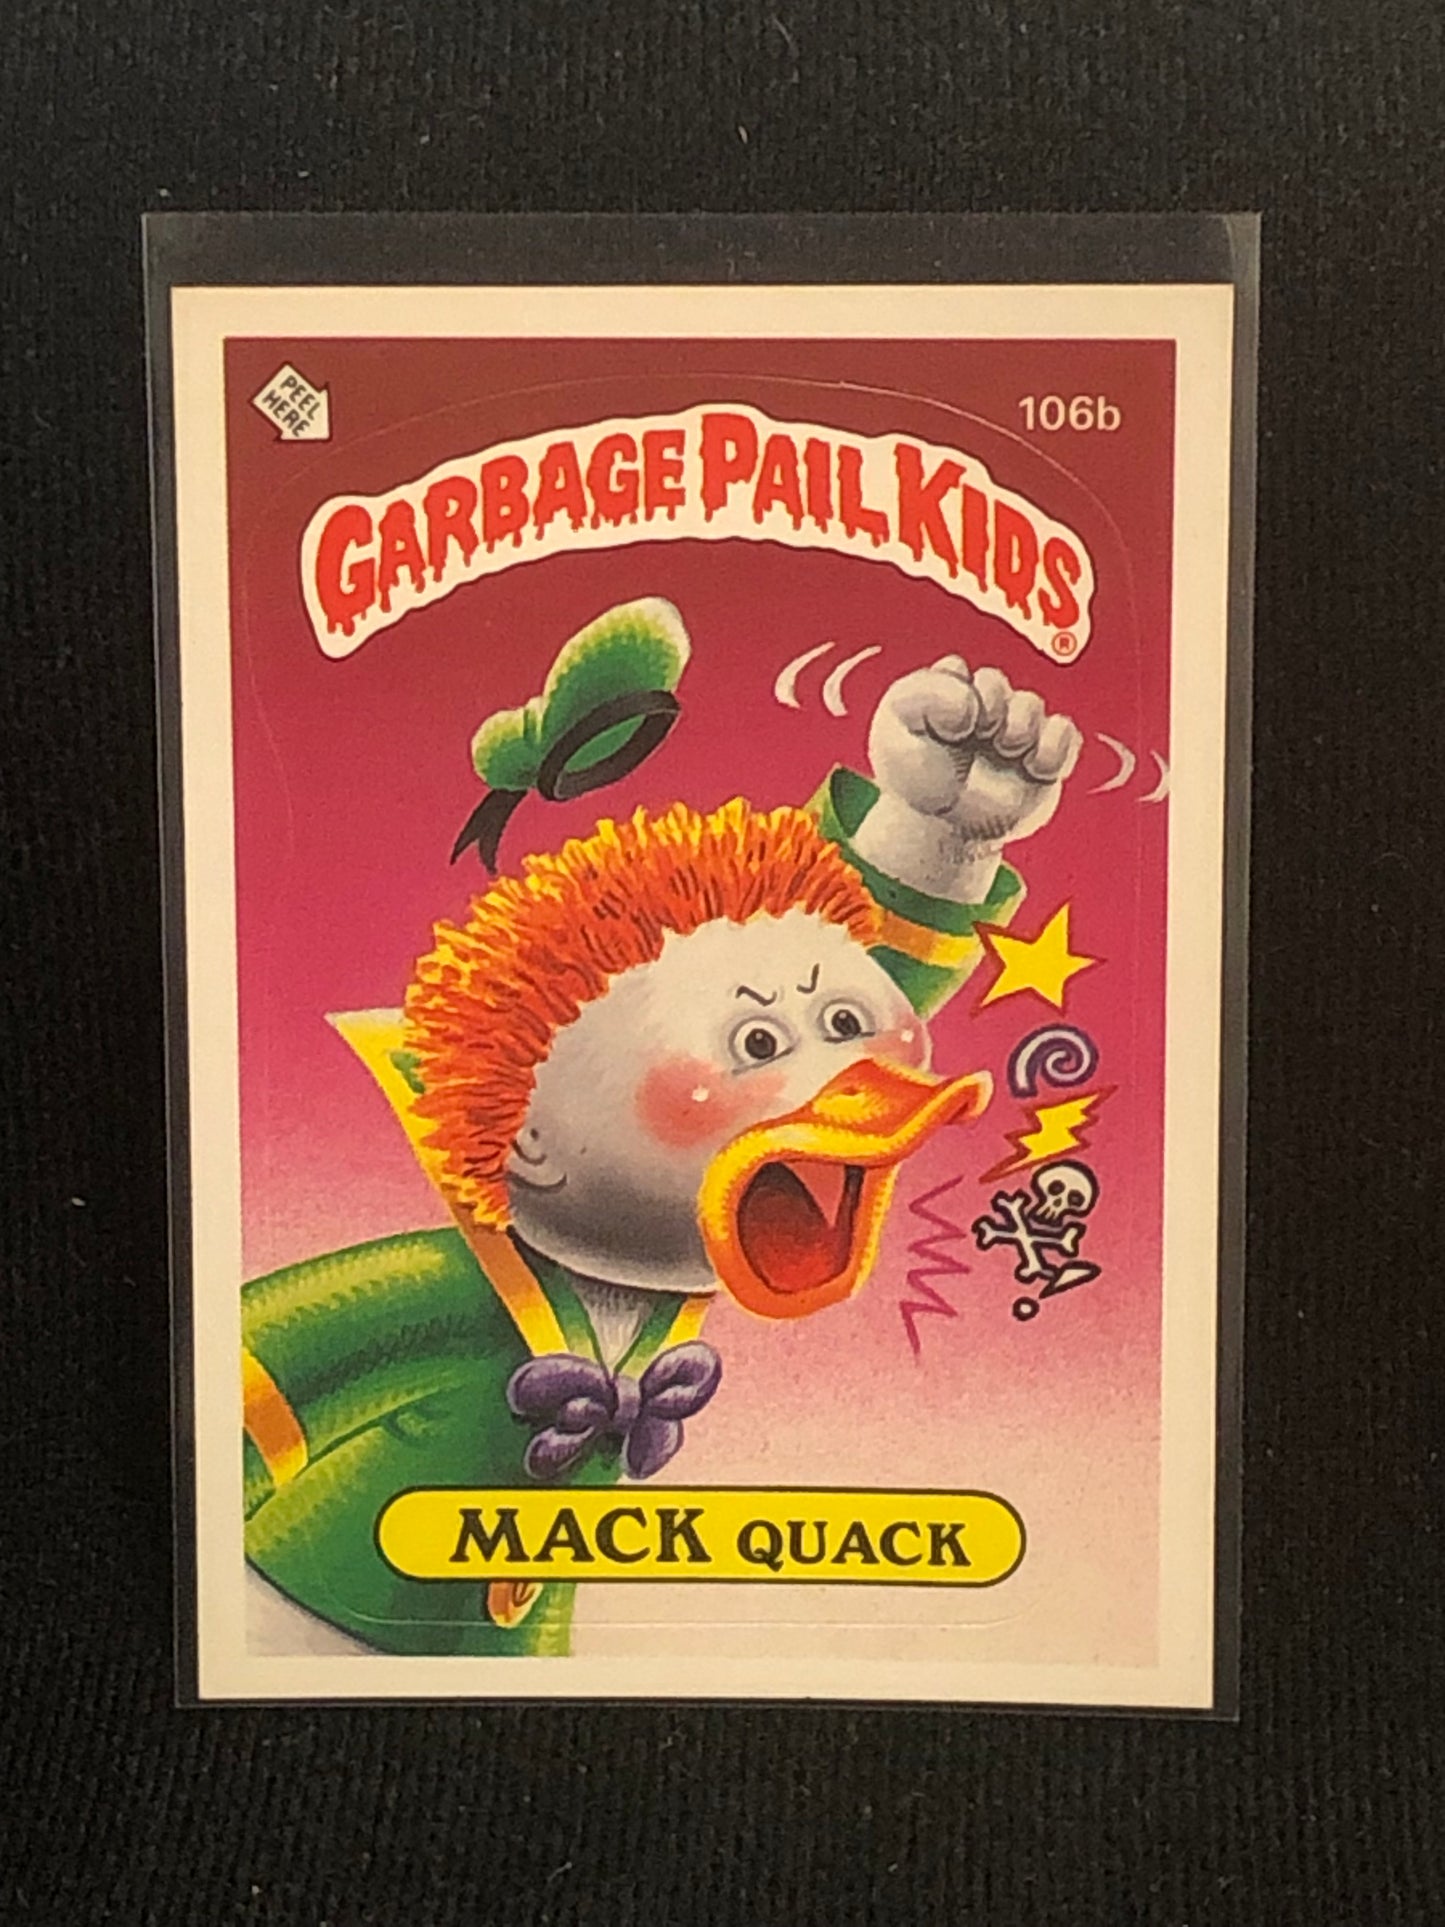 PEEL
HERE
106b
GARBAGE PAIL KIDS
®
MACK QUACK